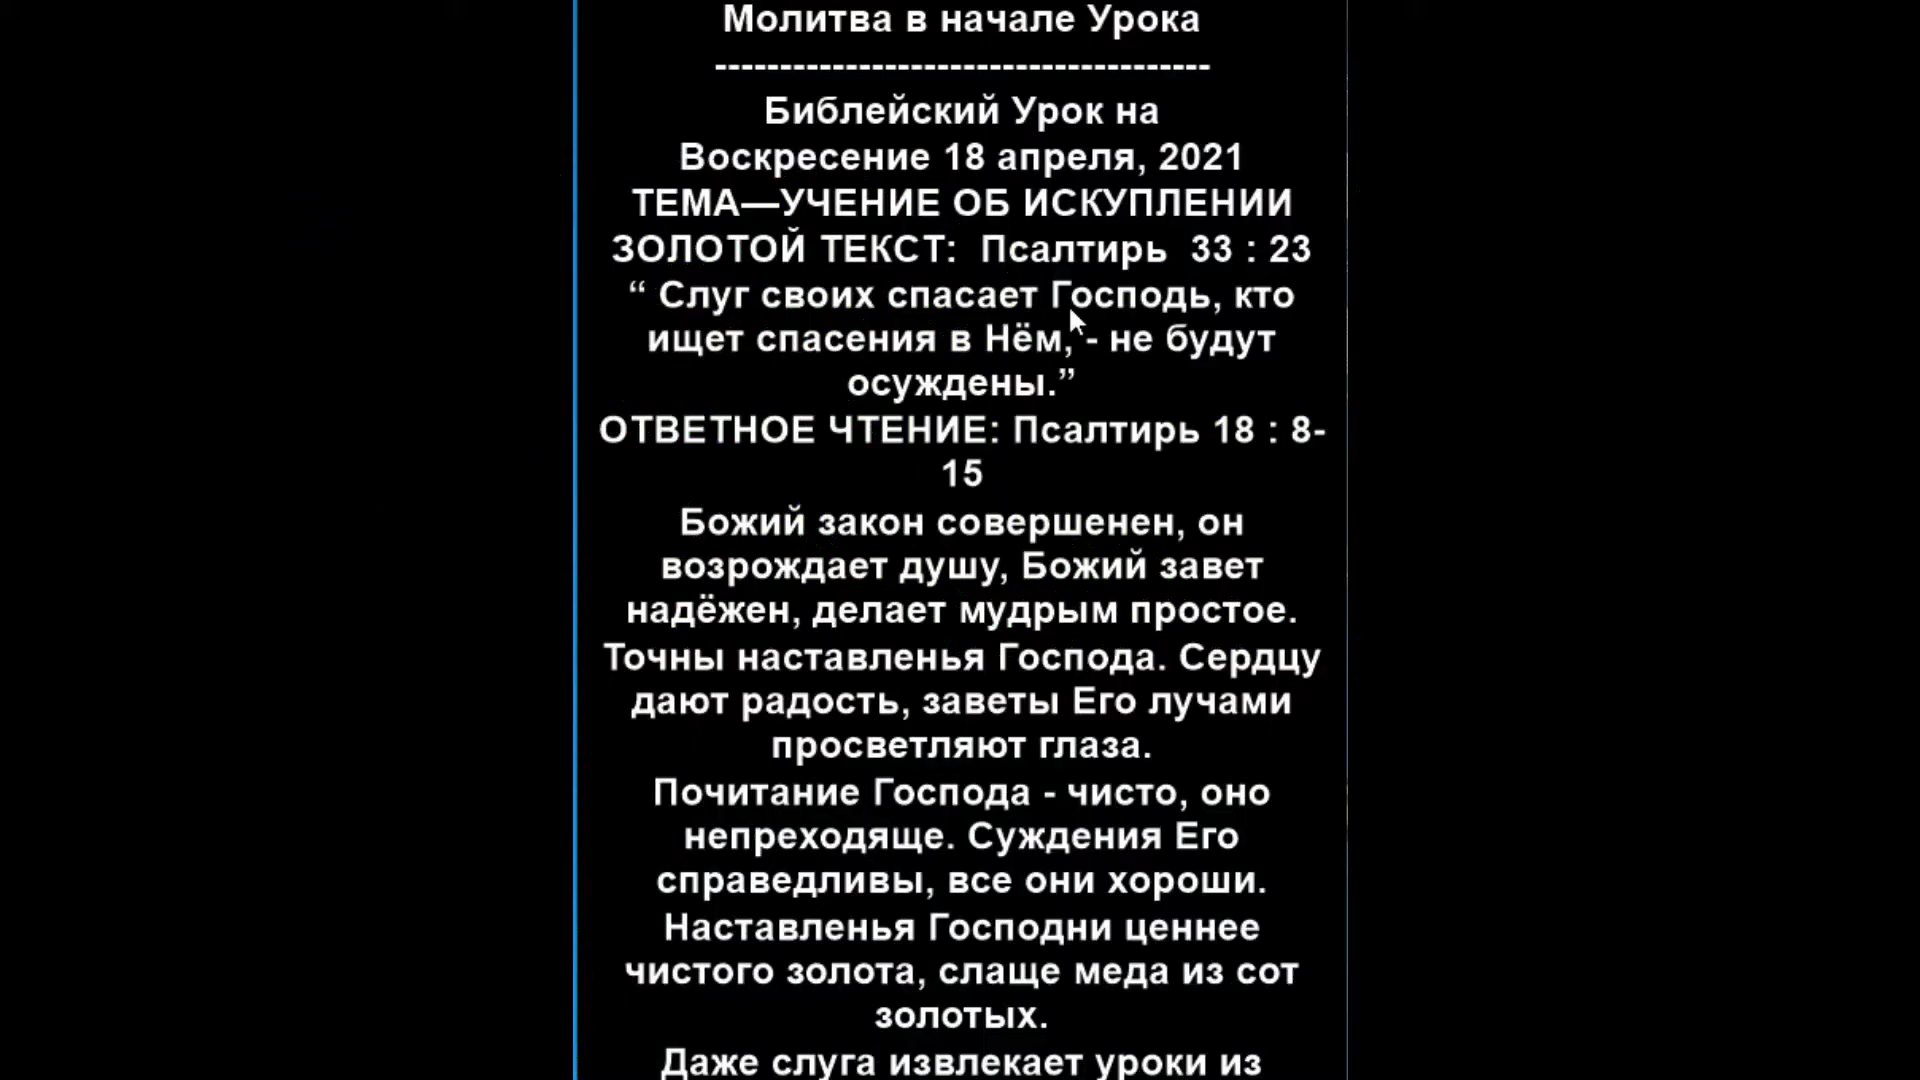 Молитва в начале Урока
--------------------------------------
Библейский Урок на
Воскресение 18 апреля, 2021
ТЕМА—УЧЕНИЕ ОБ ИСКУПЛЕНИИ
ЗОЛОТОЙ ТЕКСТ:  Псалтирь  33 : 23
“ Слуг своих спасает Господь, кто
ищет спасения в Нём, - не будут
осуждены.”
ОТВЕТНОЕ ЧТЕНИЕ: Псалтирь 18 : 8-
15
Божий закон совершенен, он
возрождает душу, Божий завет
надёжен, делает мудрым простое.
Точны наставленья Господа. Сердцу
дают радость, заветы Его лучами
просветляют глаза.
Почитание Господа - чисто, оно
непреходяще. Суждения Его
справедливы, все они хороши.
Наставленья Господни ценнее
чистого золота, слаще меда из сот
золотых.
Даже слуга извлекает уроки из